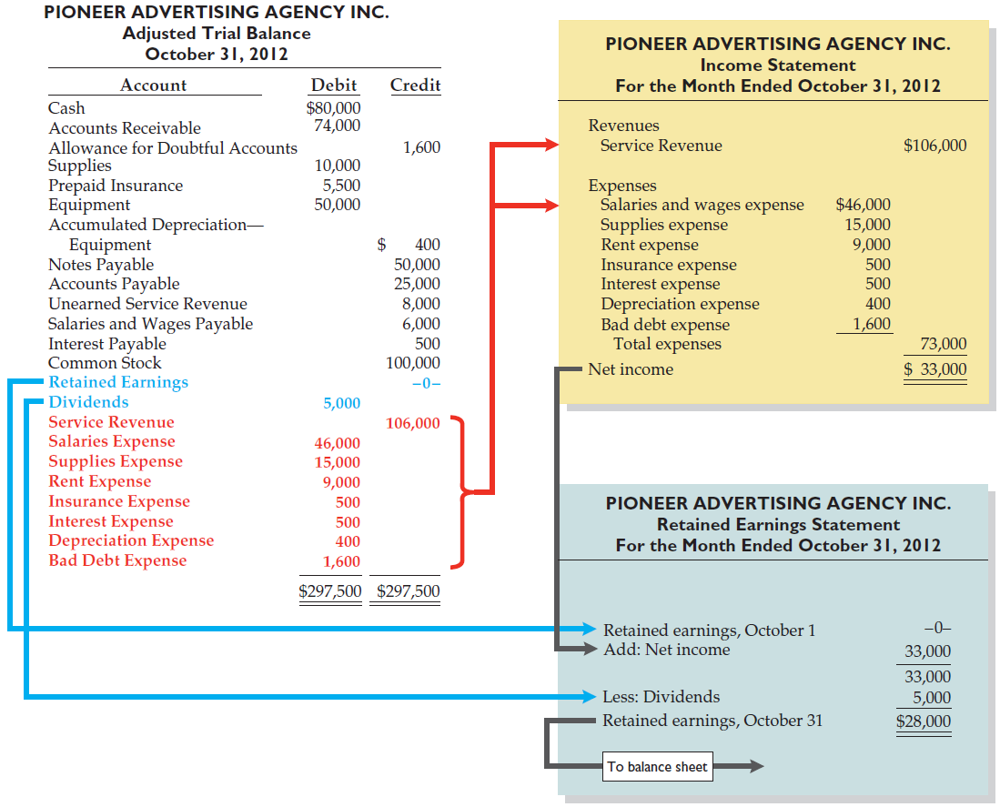 PIONEER ADVERTISING AGENCY INC.
Adjusted Trial Balance
October 31, 2012
Account Debit Credit
Cash $80,000
Accounts Receivable 74,000
Allowance for Doubtful Accounts 1,600
Supplies 10,000
Prepaid Insurance 5,500
Equipment 50,000
Accumulated Depreciation—
Equipment $ 400
Notes Payable 50,000
Accounts Payable 25,000
Unearned Service Revenue 8,000
Salaries and Wages Payable 6,000
Interest Payable 500
Common Stock 100,000
Retained Earnings –0–
Dividends 5,000
Service Revenue 106,000
Salaries Expense 46,000
Supplies Expense 15,000
Rent Expense 9,000
Insurance Expense 500
Interest Expense 500
Depreciation Expense 400
Bad Debt Expense 1,600
$297,500 $297,500
PIONEER ADVERTISING AGENCY INC.
Income Statement
For the Month Ended October 31, 2012
Revenues
Service Revenue $106,000
Expenses
Salaries and wages expense $46,000
Supplies expense 15,000
Rent expense 9,000
Insurance expense 500
Interest expense 500
Depreciation expense 400
Bad debt expense 1,600
Total expenses 73,000
Net income $ 33,000
PIONEER ADVERTISING AGENCY INC.
Retained Earnings Statement
For the Month Ended October 31, 2012
Retained earnings, October 1 –0–
Add: Net income 33,000
33,000
Less: Dividends 5,000
Retained earnings, October 31 $28,000
To balance sheet